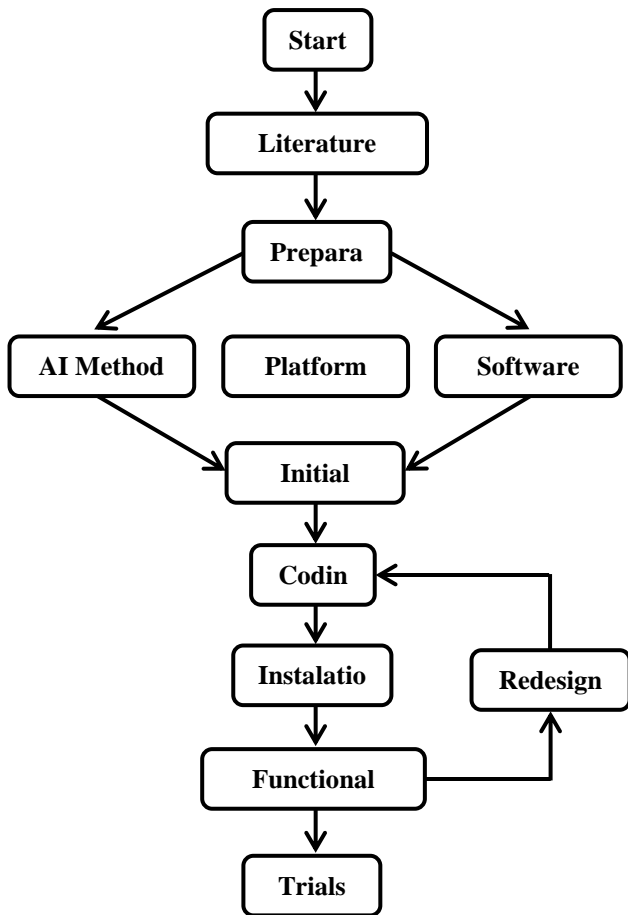 Start
Literature
Prepara
AI Method
Platform
Software
Initial
Codin
Instalatio
Redesign
Functional
Trials